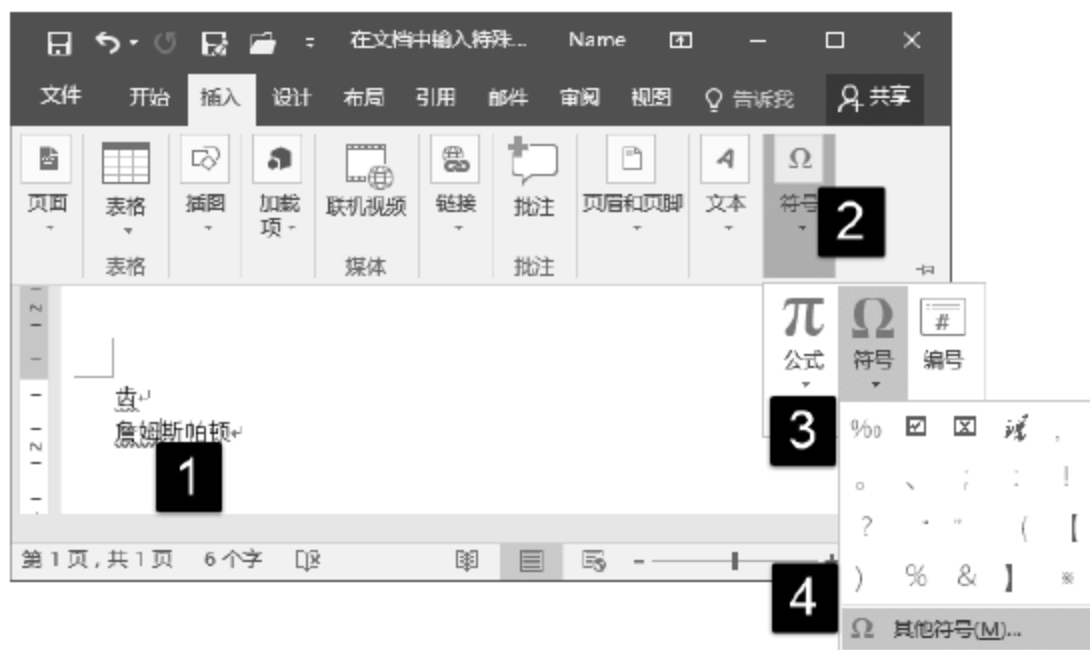 在文档中输入特殊... Name
文件 开始 插入 设计 布局 引用 邮件 审阅 视图 告诉我 共享
页面 表格 插图 加载项 联机视频 链接 批注 页眉和页脚 文本 符号 2
表格 媒体 批注
π Ω #
公式 符号 编号
齿
詹姆斯帕顿
1
3
‰ ☑ ☒ ,
。 、 ; : !
? “ ” ( 【
) % & 】 ※
第1页,共1页 6个字
4
Ω 其他符号(M)...